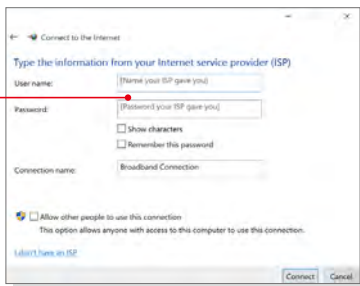 Connect to the Internet
Type the information from your Internet service provider (ISP)
User name: [Name your ISP gave you]
Password: [Password your ISP gave you]
Show characters
Remember this password
Connection name: Broadband Connection
Allow other people to use this connection
This option allows anyone with access to this computer to use this connection.
I don't have an ISP
Connect Cancel